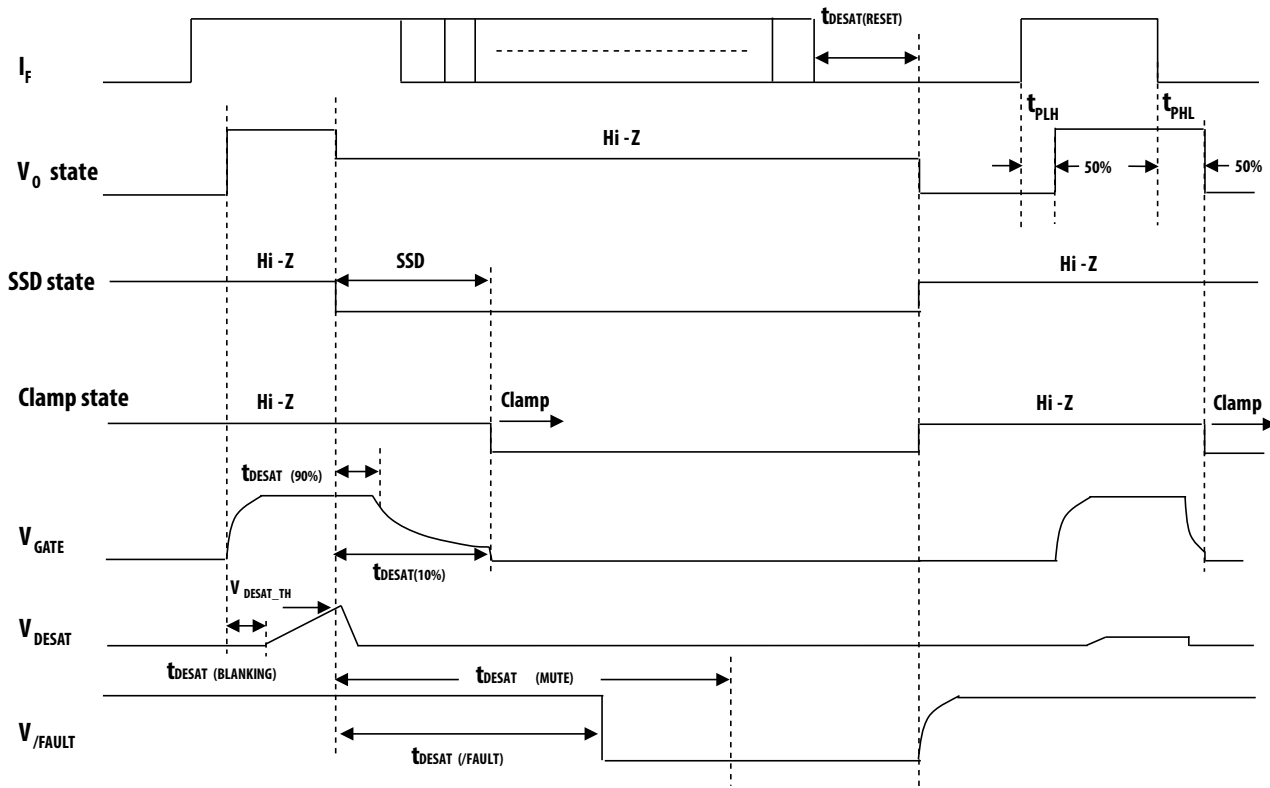 tDESAT(RESET)
IF
tPLH
tPHL
Hi -Z
VO state
50%
50%
Hi -Z
SSD
Hi -Z
SSD state
Clamp state
Hi -Z
Clamp
Hi -Z
Clamp
tDESAT (90%)
VGATE
tDESAT(10%)
VDESAT_TH
VDESAT
tDESAT (BLANKING)
tDESAT (MUTE)
V/FAULT
tDESAT (/FAULT)